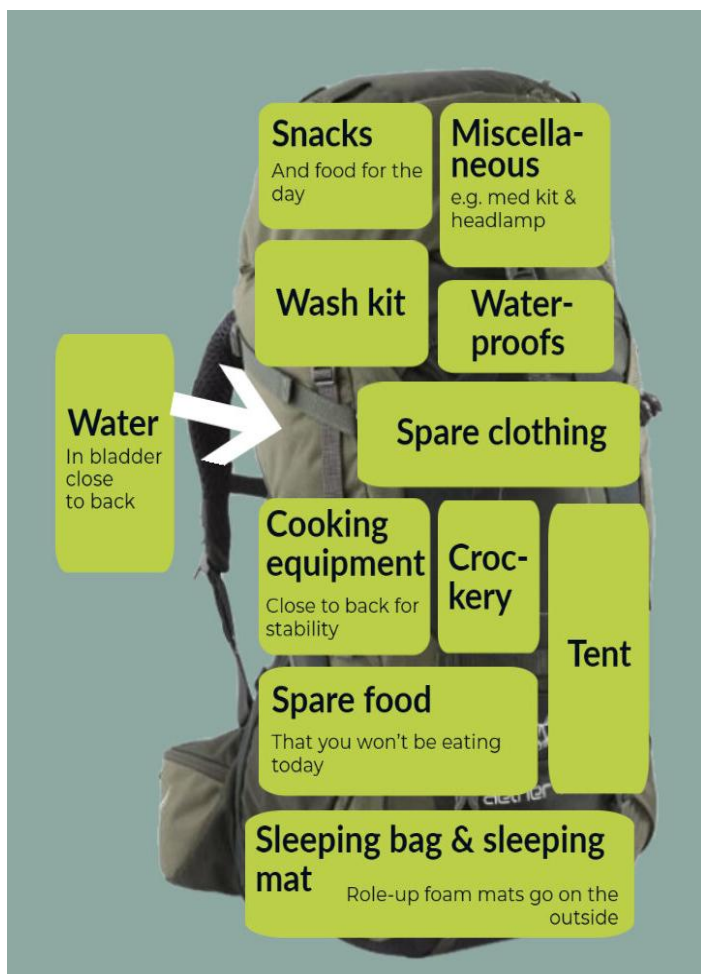 Snacks
And food for the
day
Miscella-
neous
e.g. med kit &
headlamp
Wash kit
Water-
proofs
Water
In bladder
close
to back
Spare clothing
Cooking
equipment
Close to back for
stability
Croc-
kery
Tent
Spare food
That you won’t be eating
today
aether
Sleeping bag & sleeping
mat
Role-up foam mats go on the
outside